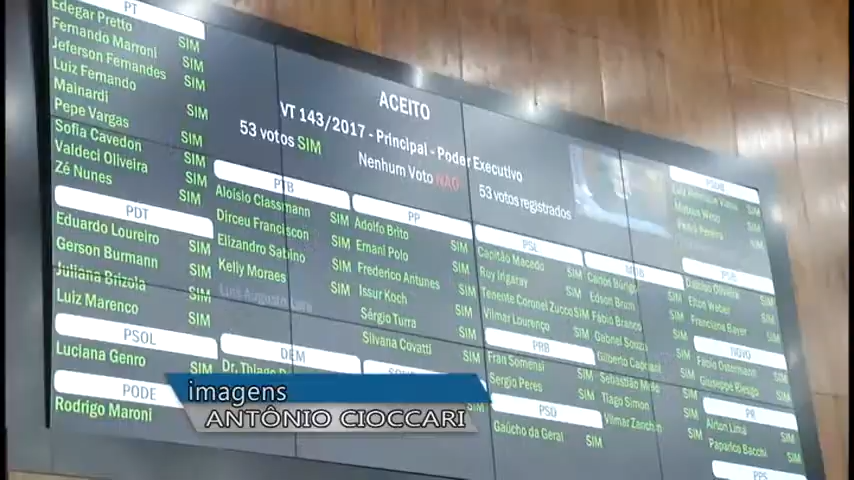 PT
Edegar Pretto SIM
Fernando Marroni SIM
Jeferson Fernandes SIM
Luiz Fernando
Mainardi SIM
Pepe Vargas
Sofia Cavedon SIM
Valdeci Oliveira SIM
Zé Nunes SIM
PDT
Eduardo Loureiro SIM
Gerson Burmann SIM
Juliana Brizola SIM
Luiz Marenco SIM
PSOL
Luciana Genro SIM
PODE
Rodrigo Maroni
ACEITO
VT 143/2017 - Principal - Poder Executivo
53 votos SIM
Nenhum Voto NÃO
53 votos registrados
PTB
Aloísio Classmann SIM
Dirceu Franciscon SIM
Elizandro Sabino SIM
Kelly Moraes SIM
Luís Augusto Lara
DEM
Dr. Thiago
PP
Adolfo Brito SIM
Ernani Polo SIM
Frederico Antunes SIM
Issur Koch SIM
Sérgio Turra SIM
Silvana Covatti SIM
SIM
PSL
Capitão Macedo SIM
Roy Irigaray SIM
Tenente Coronel Zucco SIM
Vilmar Lourenço SIM
PRB
Fran Somensi SIM
Sergio Peres SIM
PSD
Gaúcho da Geral SIM
MDB
Carlos Búrigo SIM
Edson Brum SIM
Fábio Branco SIM
Gabriel Souza SIM
Gilberto Capoani SIM
Sebastião Melo SIM
Tiago Simon SIM
Vilmar Zanchin SIM
PSDB
Luiz Henrique Viana SIM
Mateus Wesp SIM
Pedro Pereira SIM
PSB
Dalciso Oliveira SIM
Elton Weber SIM
Franciane Bayer SIM
NOVO
Fábio Ostermann SIM
Giuseppe Riesgo SIM
PR
Airton Lima SIM
Paparico Bacchi SIM
PPS
imagens
ANTÔNIO CIOCCARI